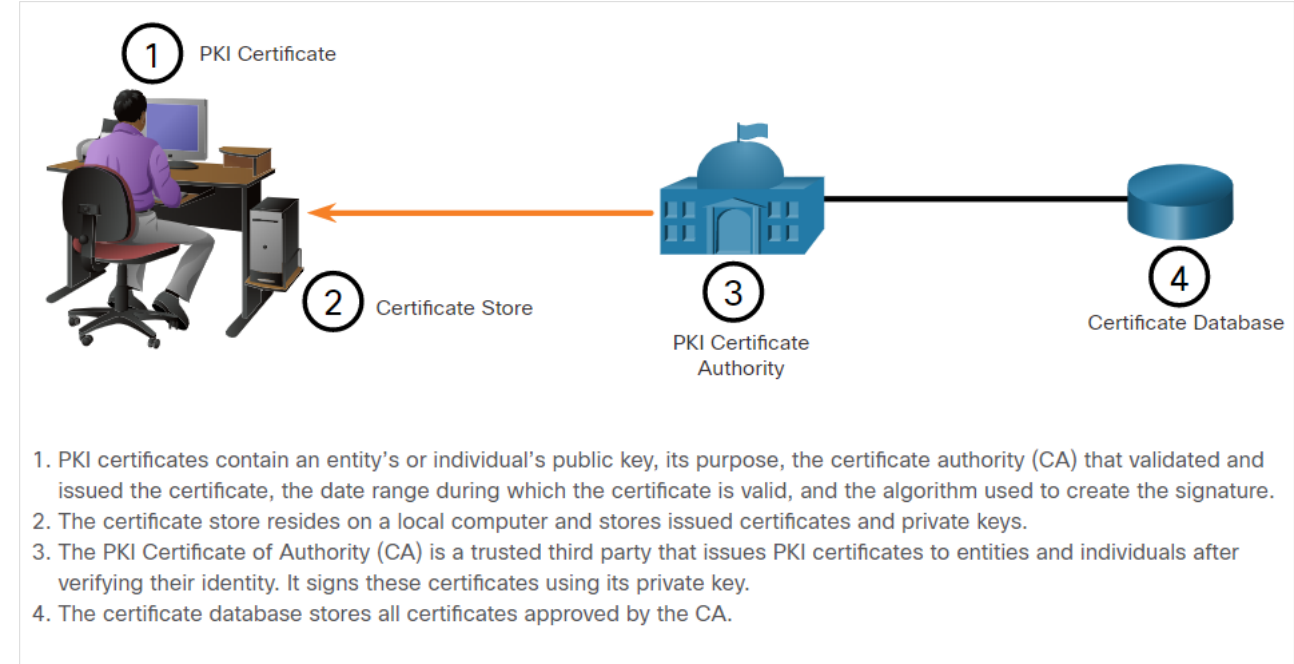 1
PKI Certificate
2
Certificate Store
3
PKI Certificate
Authority
4
Certificate Database
1. PKI certificates contain an entity's or individual's public key, its purpose, the certificate authority (CA) that validated and
issued the certificate, the date range during which the certificate is valid, and the algorithm used to create the signature.
2. The certificate store resides on a local computer and stores issued certificates and private keys.
3. The PKI Certificate of Authority (CA) is a trusted third party that issues PKI certificates to entities and individuals after
verifying their identity. It signs these certificates using its private key.
4. The certificate database stores all certificates approved by the CA.